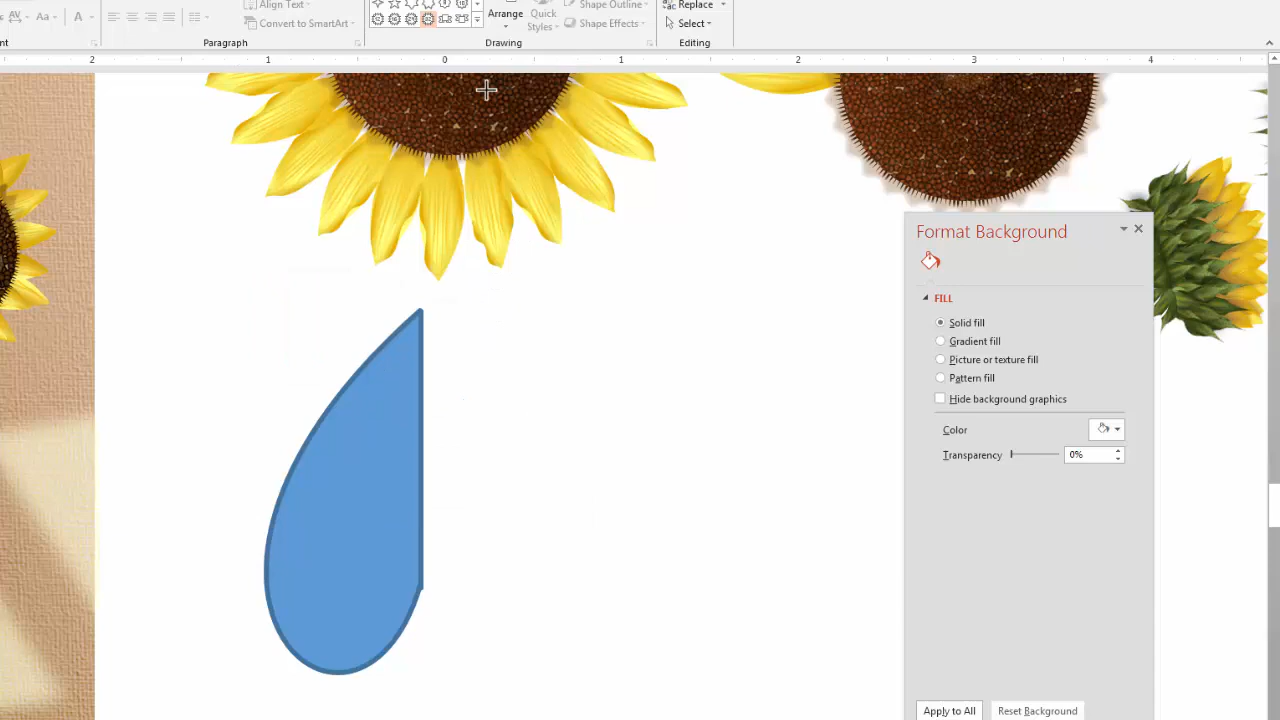 Align Text
Aa
A
Convert to SmartArt
nt
Paragraph
Arrange
Quick
Styles
Shape Outline
Shape Effects
Drawing
Replace
Select
Editing
2 1 0 1 2 3 4
Format Background
FILL
Solid fill
Gradient fill
Picture or texture fill
Pattern fill
Hide background graphics
Color
Transparency 0%
Apply to All Reset Background